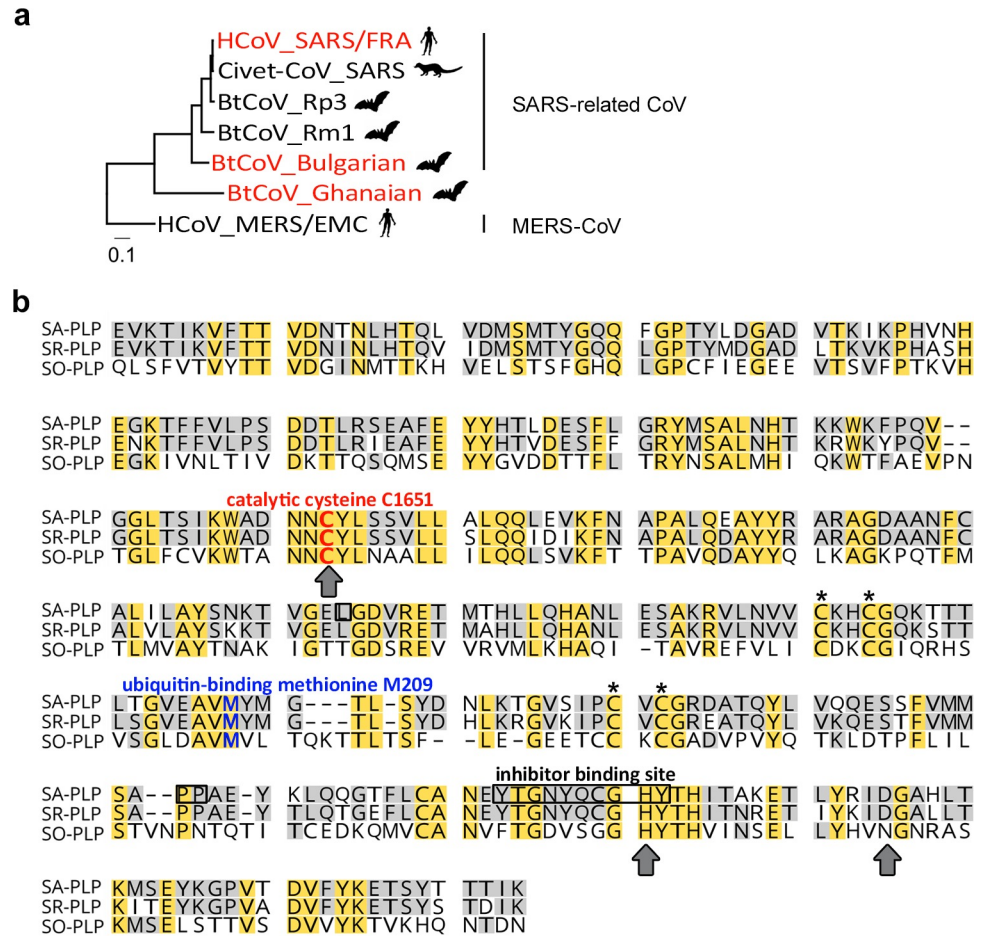 a
HCoV_SARS/FRA
Civet-CoV_SARS
BtCoV_Rp3
SARS-related CoV
BtCoV_Rm1
BtCoV_Bulgarian
BtCoV_Ghanaian
HCoV_MERS/EMC
MERS-CoV
0.1
b
SA-PLP EVKTIKVFTT VDNTNLHTQL VDMSMTYGQQ FGPTYLDGAD VTKIKPHVNH
SR-PLP EVKTIKVFTT VDNINLHTQV IDMSMTYGQQ LGPTYMDGAD LTKVKPHASH
SO-PLP QLSFVTVYTT VDGINMTTKH VELSTSFGHQ LGPCFIEGEE VTSVFPTKVH
SA-PLP EGKTFFVLPS DDTLRSEAFE YYHTLDESFL GRYMSALNHT KKWKFPQV--
SR-PLP ENKTFFVLPS DDTLRIEAFE YYHTVDESFF GRYMSALNHT KRWKYPQV--
SO-PLP EGKIVNLTIV DKTTQSQMSE YYGVDDTTFL TRYNSALMHI QKWTFAEVPN
catalytic cysteine C1651
SA-PLP GGLTSIKWAD NNCYLSSVLL ALQQLEVKFN APALQEAYYR ARAGDAANFC
SR-PLP GGLTSIKWAD NNCYLSSVLL SLQQIDIKFN APALQDAYYR ARAGDAANFC
SO-PLP TGLFCVKWTA NNCYLNAALL ILQQLSVKFT TPAVQDAYYQ LKAGKPQTFM
* *
SA-PLP ALILAYSNKT VGELGDVRET MTHLLQHANL ESAKRVLNVV CKHCGQKTTT
SR-PLP ALVLAYSKKT VGELGDVRET MAHLLQHANL ESAKRVLNVV CKHCGQKSTT
SO-PLP TLMVAYTNAK IGTTGDSREV VRVMLKHAQI -TAVREFVLI CDKCGIQRHS
ubiquitin-binding methionine M209
* *
SA-PLP LTGVEAVMYM G---TL-SYD NLKTGVSIPC VCGRDATQYL VQQESSFVMM
SR-PLP LSGVEAVMYM G---TL-SYD HLKRGVKIPC VCGREATQYL VKQESTFVMM
SO-PLP VSGLDAVMVL TQKTTLTSF- -LE-GEETCC KCGADVPVYQ TKLDTPFLIL
inhibitor binding site
SA-PLP SA--PPAE-Y KLQQGTFLCA NEYTGNYQCG HYTHITAKET LYRIDGAHLT
SR-PLP SA--PPAE-Y TLQTGEFLCA NEYTGNYQCG HYTHITNRET IYKIDGALLT
SO-PLP STVNPNTQTI TCEDKQMVCA NVFTGDVSGG HYTHVINSEL LYHVNGNRAS
SA-PLP KMSEYKGPVT DVFYKETSYT TTIK
SR-PLP KITEYKGPVA DVFYKETSYS TDIK
SO-PLP KMSELSTTVS DVVYKTVKHQ NTDN